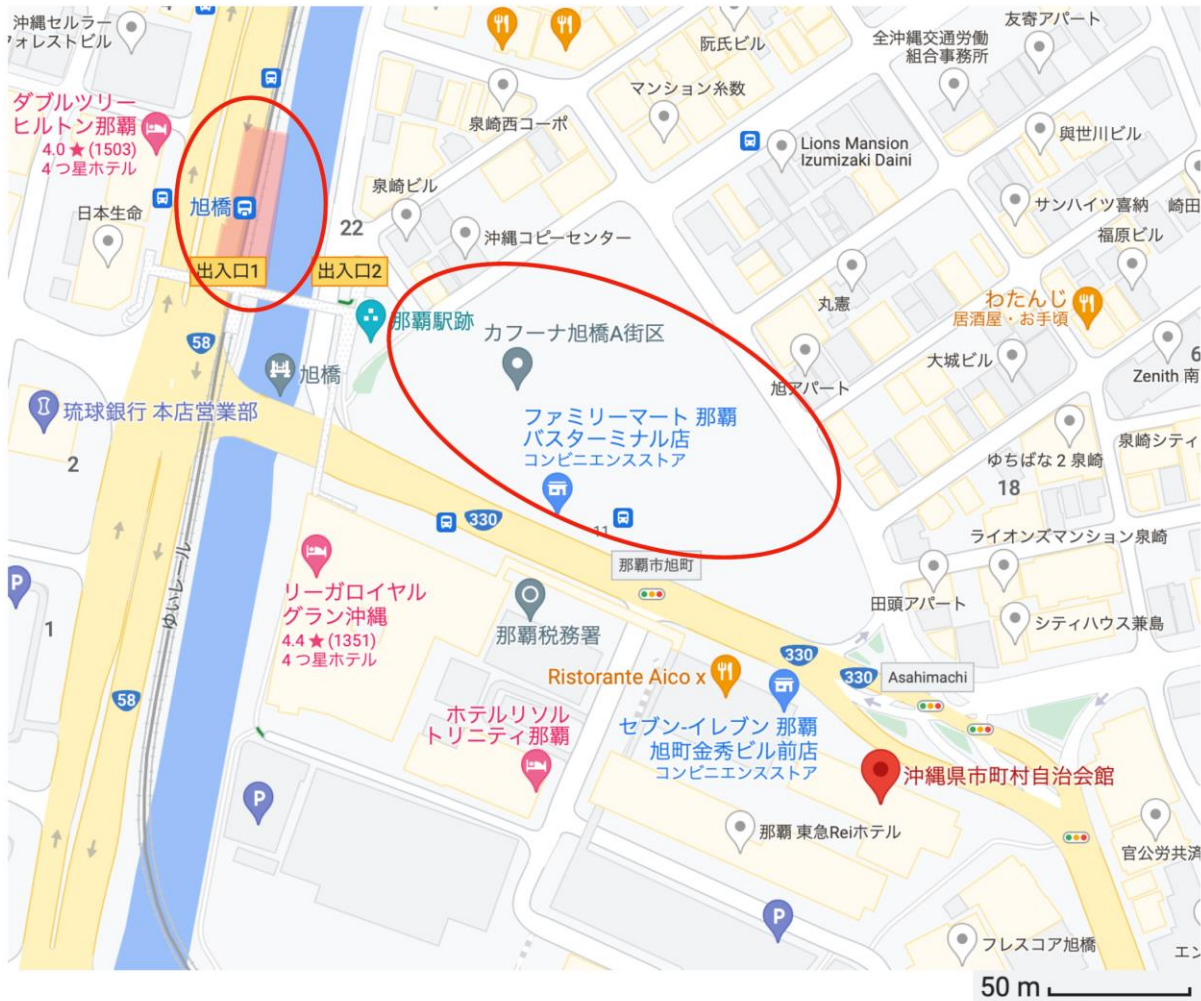 沖縄セルラー
フォレストビル
4
友寄アパート
全沖縄交通労働
組合事務所
阮氏ビル
マンション糸数
ダブルツリー
ヒルトン那覇
4.0 ★ (1503)
4 つ星ホテル
泉崎西コーポ
Lions Mansion
Izumizaki Daini
與世川ビル
泉崎ビル
旭橋
日本生命
22
沖縄コピーセンター
サンハイツ喜納
崎田
福原ビル
出入口1
出入口2
丸憲
わたんじ
居酒屋・お手頃
那覇駅跡
カフーナ旭橋A街区
58
旭橋
旭アパート
大城ビル
6
Zenith 南
琉球銀行 本店営業部
ファミリーマート 那覇
バスターミナル店
コンビニエンスストア
2
泉崎シティ
ゆちばな 2 泉崎
18
330
11
那覇市旭町
ライオンズマンション泉崎
P
ゆいレール
リーガロイヤル
グラン沖縄
4.4 ★ (1351)
4 つ星ホテル
那覇税務署
田頭アパート
シティハウス兼島
1
330
330
Asahimachi
Ristorante Aico x
58
ホテルリソル
トリニティ那覇
セブン-イレブン 那覇
旭町金秀ビル前店
コンビニエンスストア
沖縄県市町村自治会館
P
那覇 東急Reiホテル
官公労共済
P
フレスコア旭橋
エン
50 m